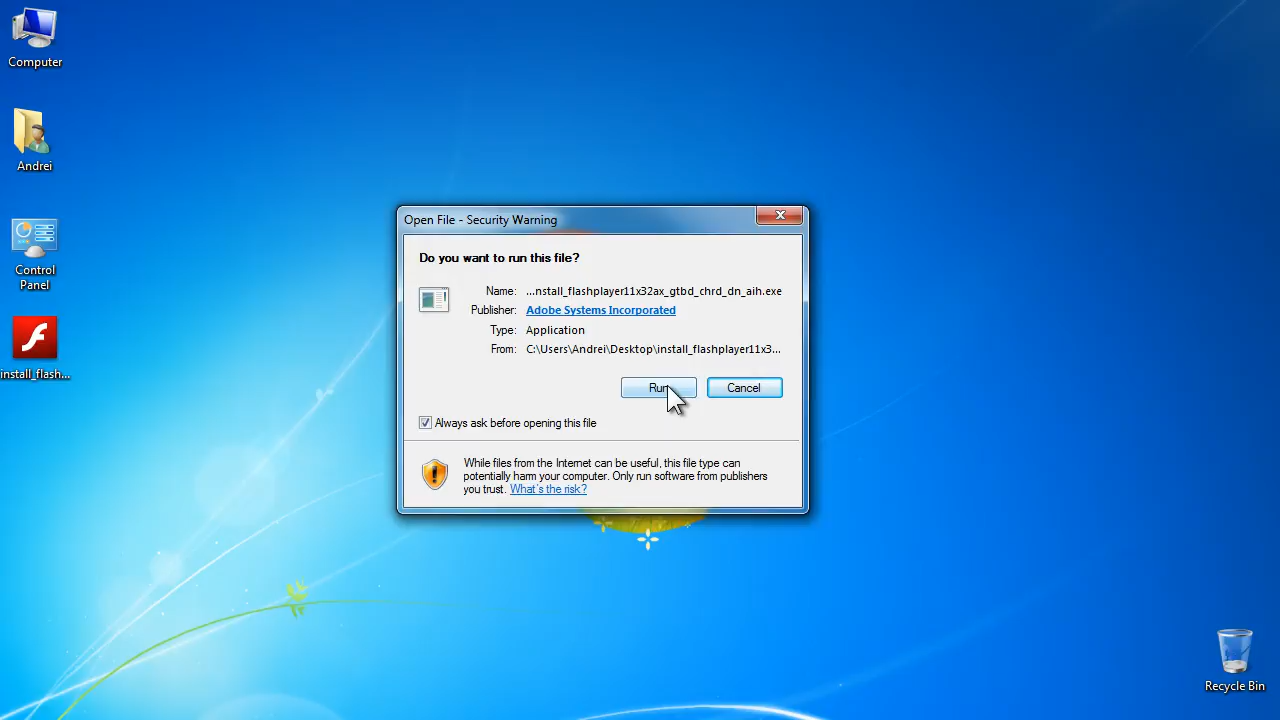 Computer
Andrei
Control
Panel
install_flash...
Open File - Security Warning
Do you want to run this file?
Name: ...nstall_flashplayer11x32ax_gtbd_chrd_dn_aih.exe
Publisher: Adobe Systems Incorporated
Type: Application
From: C:\Users\Andrei\Desktop\install_flashplayer11x3...
Run Cancel
Always ask before opening this file
While files from the Internet can be useful, this file type can
potentially harm your computer. Only run software from publishers
you trust. What's the risk?
Recycle Bin